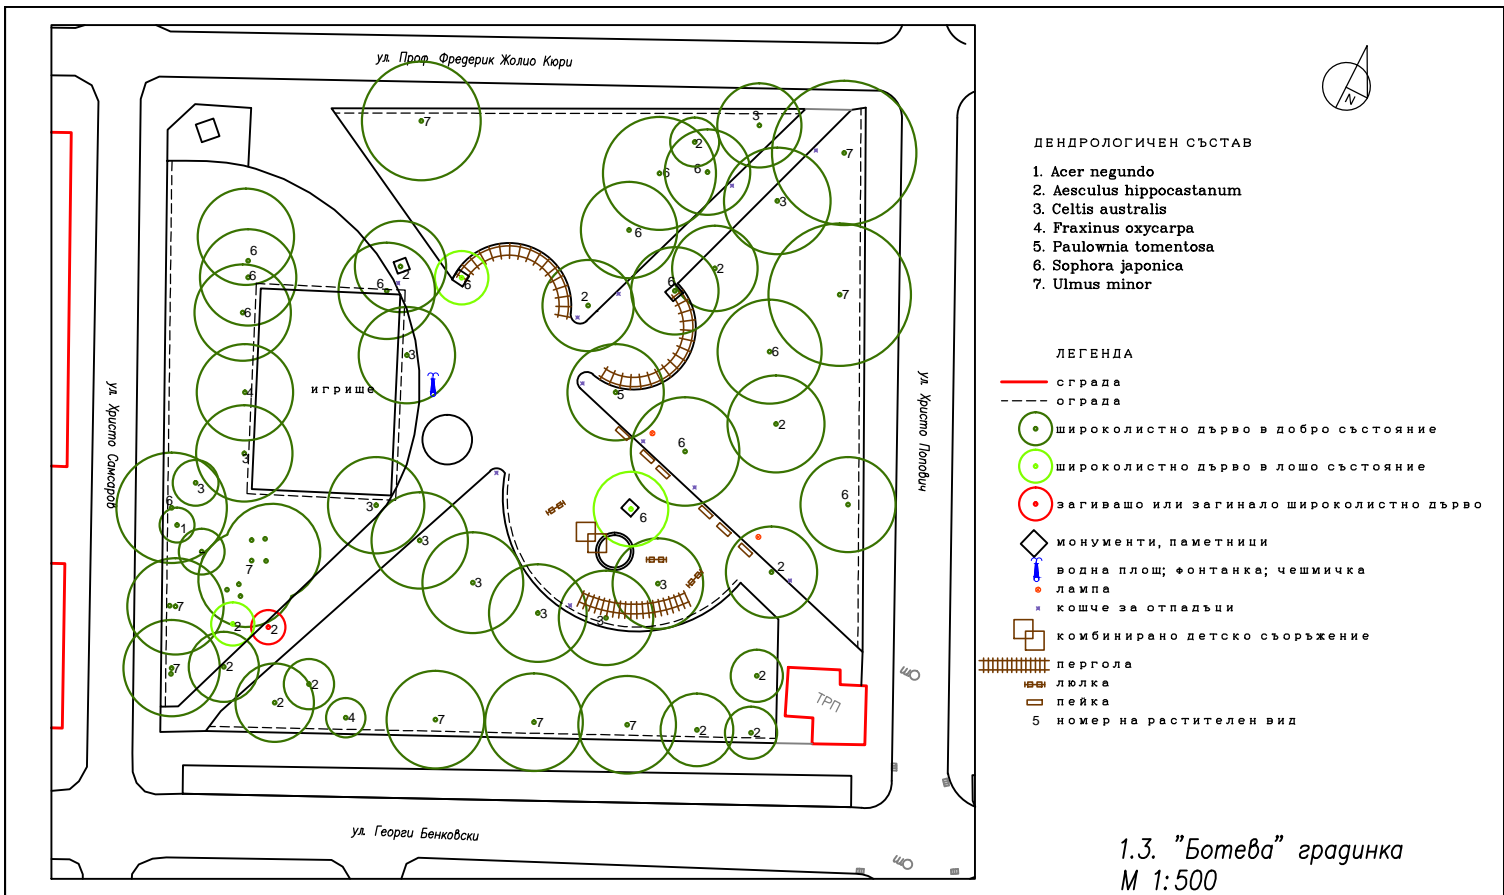 ул. Проф. Фредерик Жолио Кюри
ул. Христо Самсаров
ул. Христо Попович
ул. Георги Бенковски
игрище
ТРП
N
ДЕНДРОЛОГИЧЕН СЪСТАВ
1. Acer negundo
2. Aesculus hippocastanum
3. Celtis australis
4. Fraxinus oxycarpa
5. Paulownia tomentosa
6. Sophora japonica
7. Ulmus minor
ЛЕГЕНДА
сграда
ограда
широколистно дърво в добро състояние
широколистно дърво в лошо състояние
загивашо или загинало широколистно дърво
монументи, паметници
водна площ; фонтанка; чешмичка
лампа
кошче за отпадъци
комбинирано детско съоръжение
пергола
люлка
пейка
5 номер на растителен вид
1.3. "Ботева" градинка
М 1:500